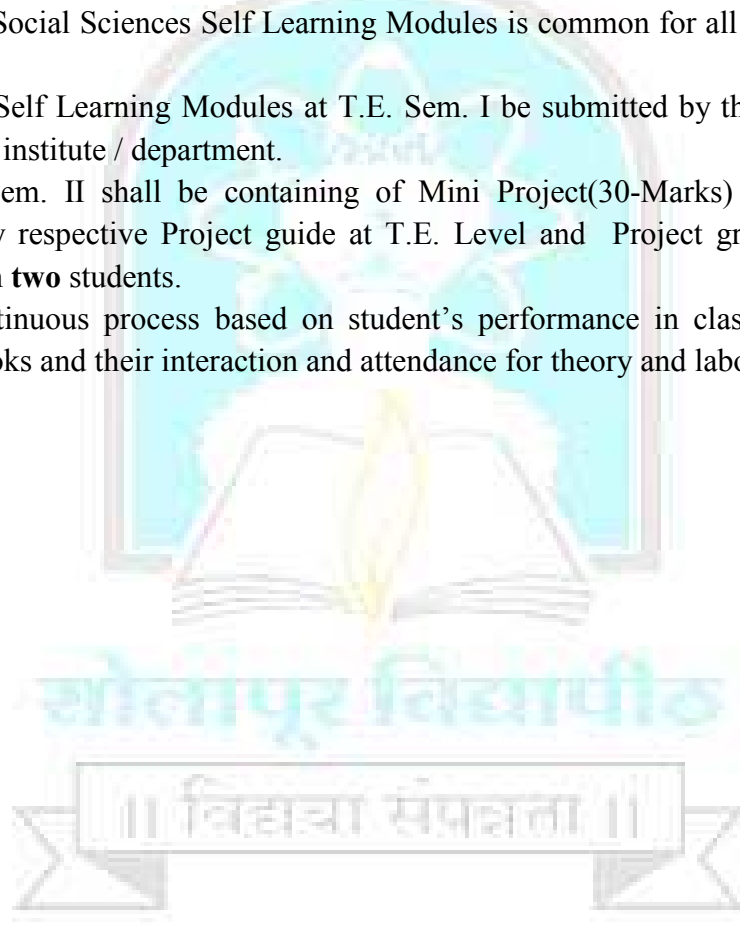 Social Sciences Self Learning Modules is common for all
Self Learning Modules at T.E. Sem. I be submitted by th
institute / department.
em. II shall be containing of Mini Project(30-Marks)
y respective Project guide at T.E. Level and Project gr
n two students.
tinuous process based on student's performance in clas
oks and their interaction and attendance for theory and labo
सोलापूर विद्यापीठ
|| विद्यया संपन्नता ||